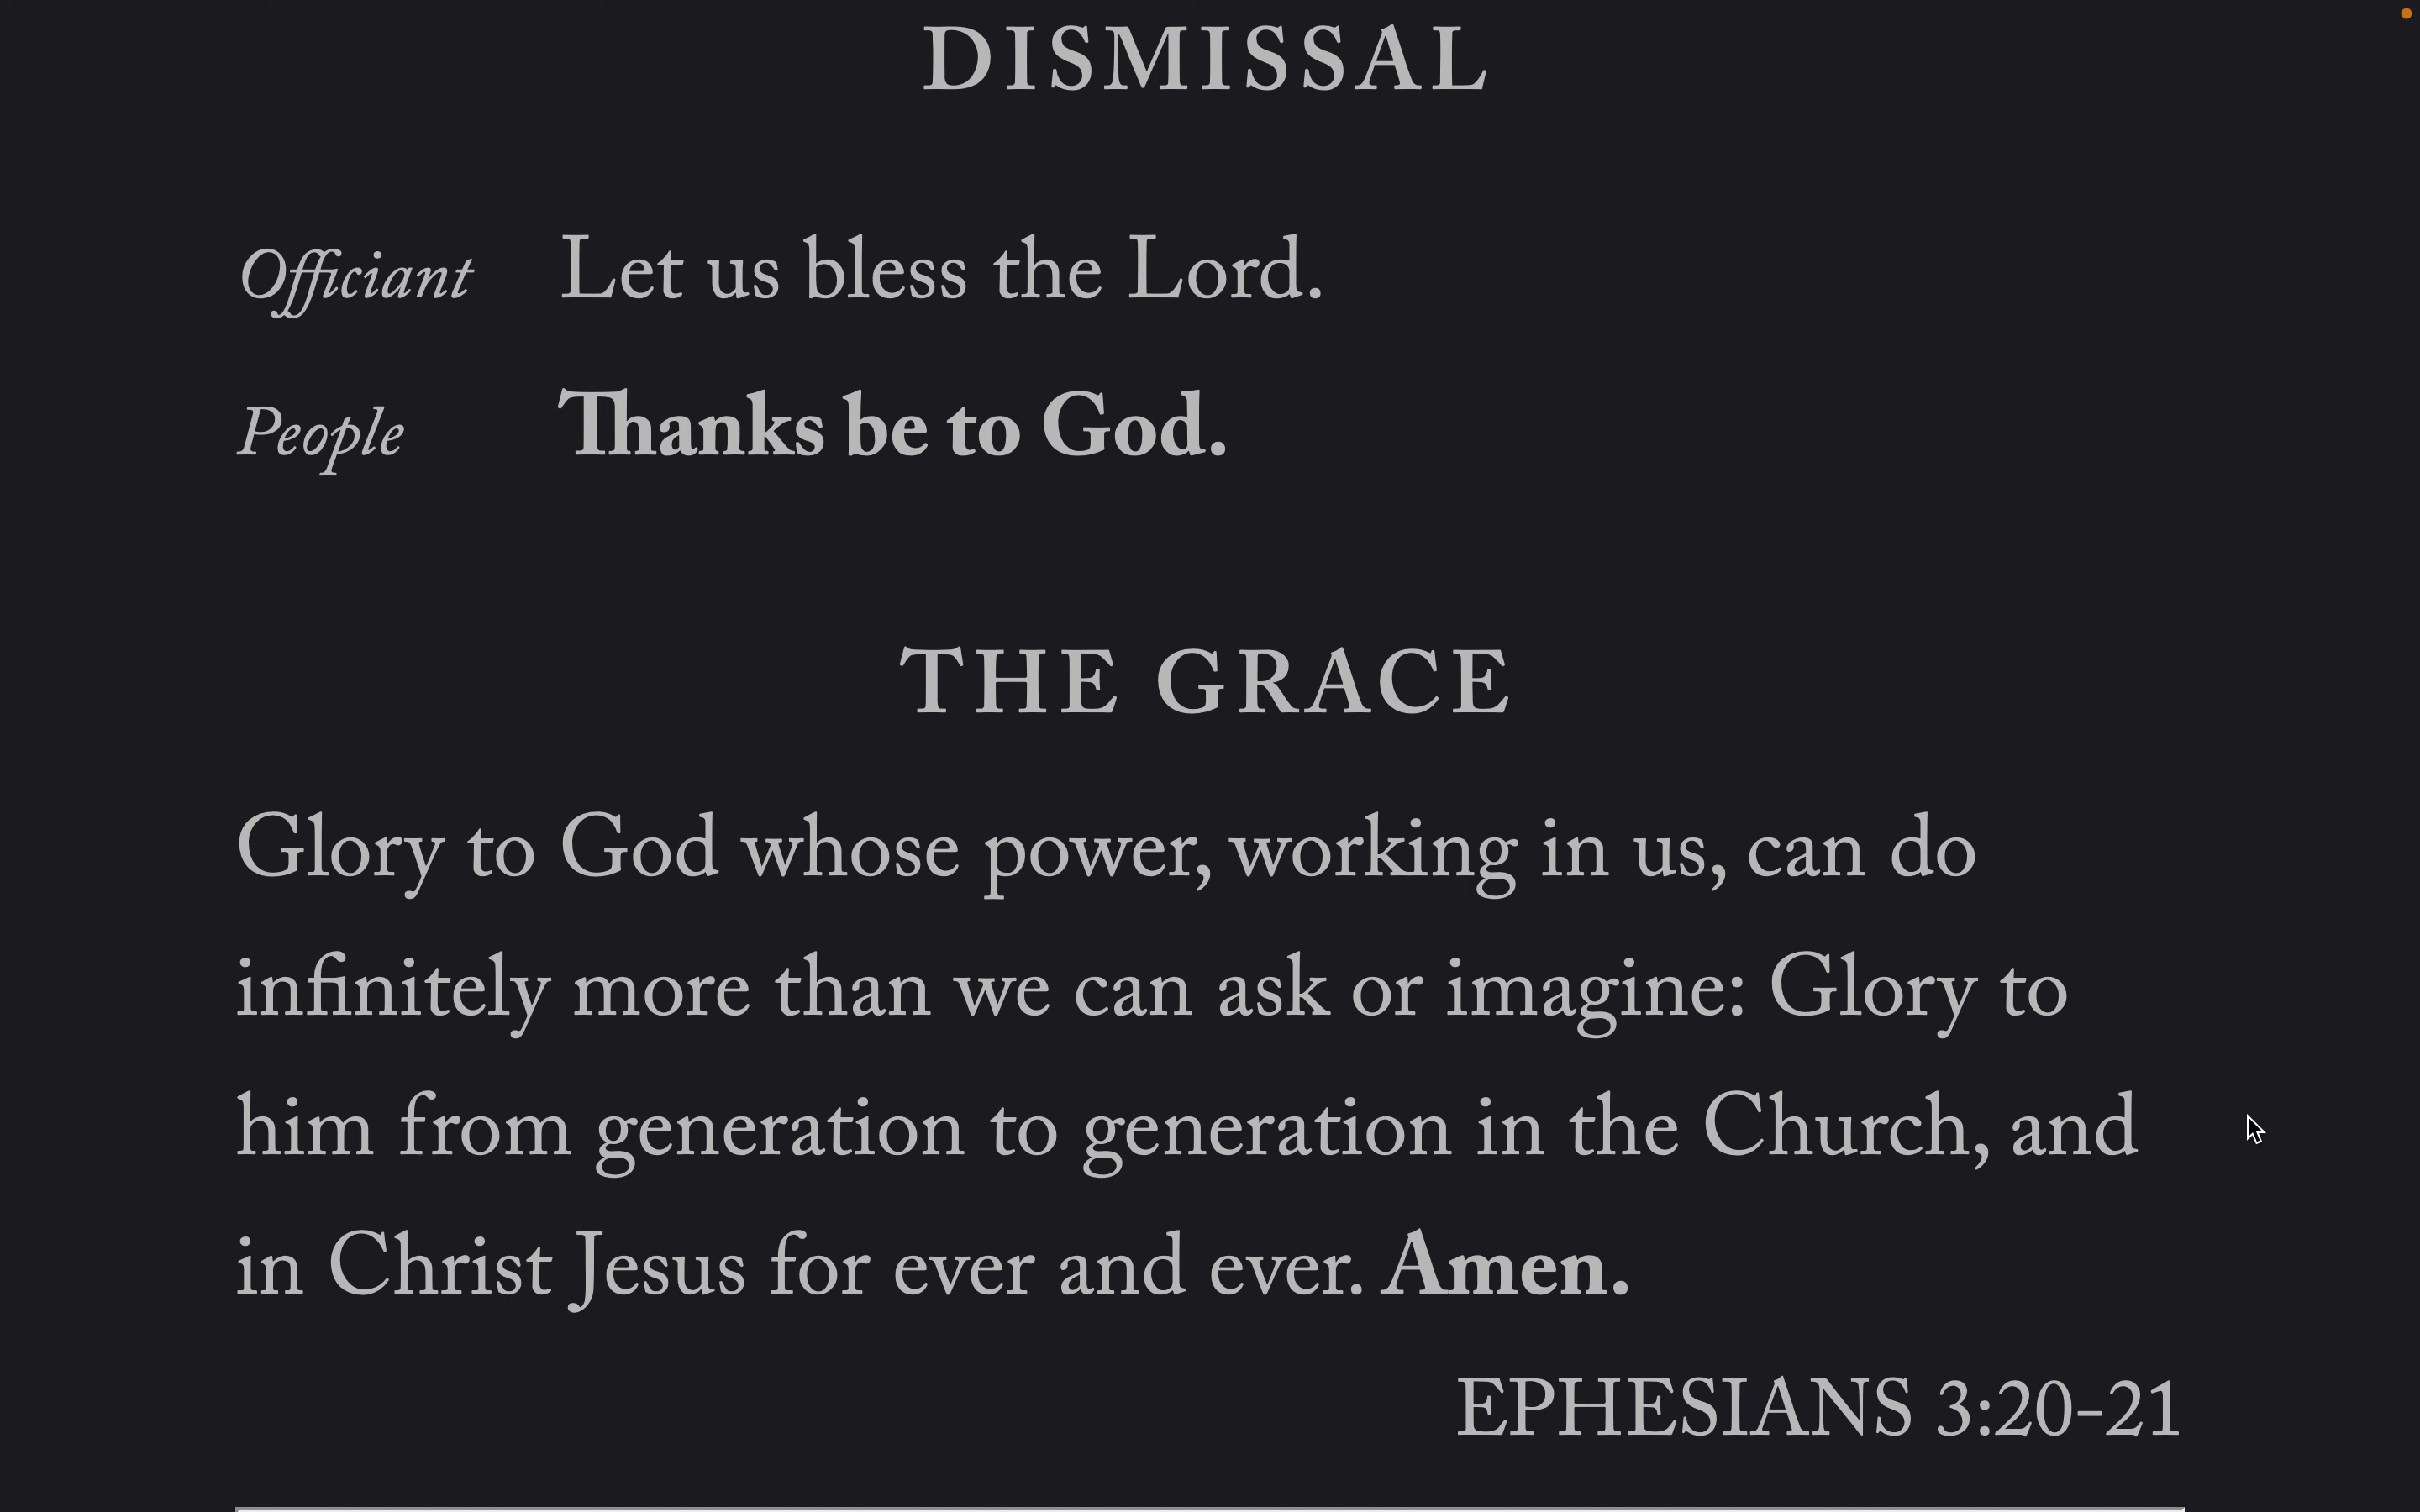 DISMISSAL
Officiant Let us bless the Lord.
People Thanks be to God.
THE GRACE
Glory to God whose power, working in us, can do
infinitely more than we can ask or imagine: Glory to
him from generation to generation in the Church, and
in Christ Jesus for ever and ever. Amen.
EPHESIANS 3:20–21